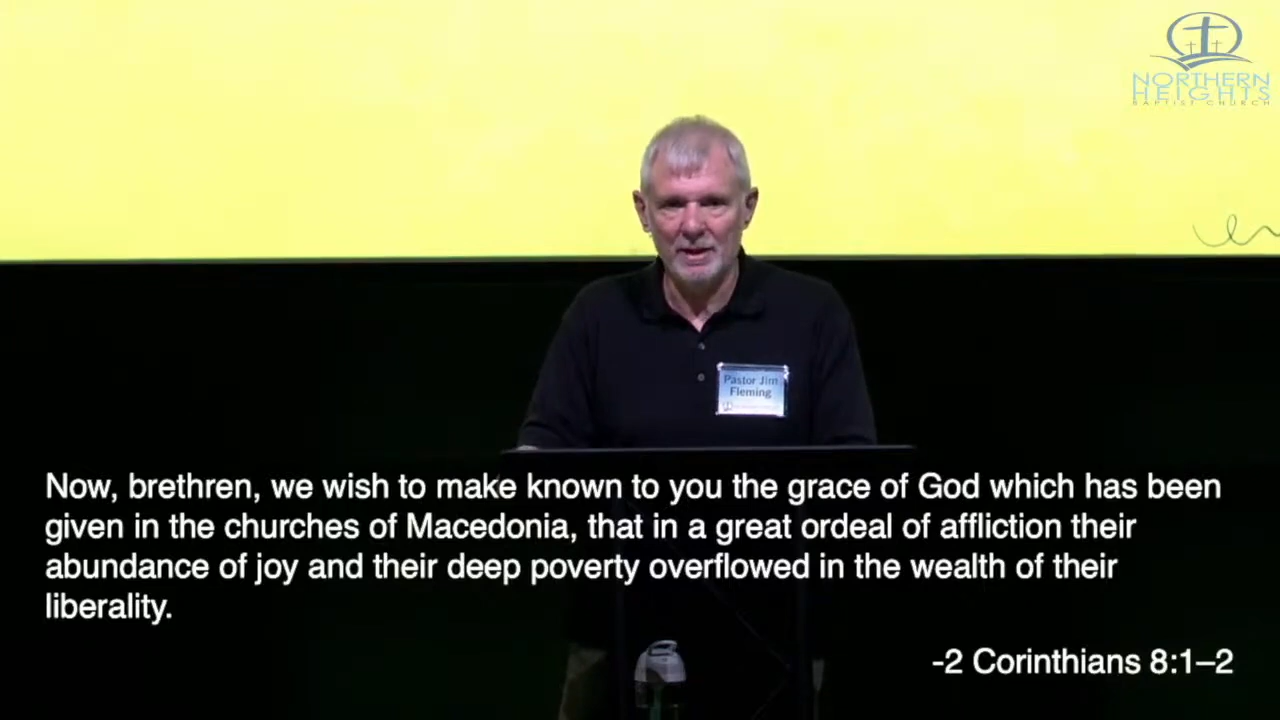 NORTHERN
HEIGHTS
BAPTIST CHURCH
Pastor Jim
Fleming
Now, brethren, we wish to make known to you the grace of God which has been
given in the churches of Macedonia, that in a great ordeal of affliction their
abundance of joy and their deep poverty overflowed in the wealth of their
liberality.
-2 Corinthians 8:1–2